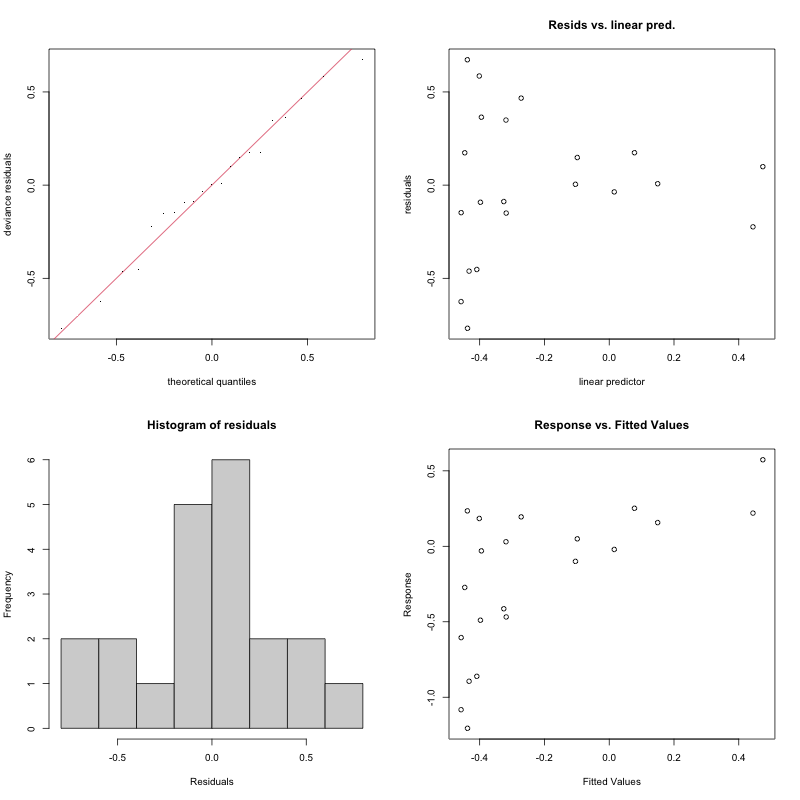 0.5
0.0
-0.5
deviance residuals
-0.5 0.0 0.5
theoretical quantiles
Resids vs. linear pred.
0.5
0.0
-0.5
residuals
-0.4 -0.2 0.0 0.2 0.4
linear predictor
Histogram of residuals
6
5
4
3
2
1
0
Frequency
-0.5 0.0 0.5
Residuals
Response vs. Fitted Values
0.5
0.0
-0.5
-1.0
Response
-0.4 -0.2 0.0 0.2 0.4
Fitted Values